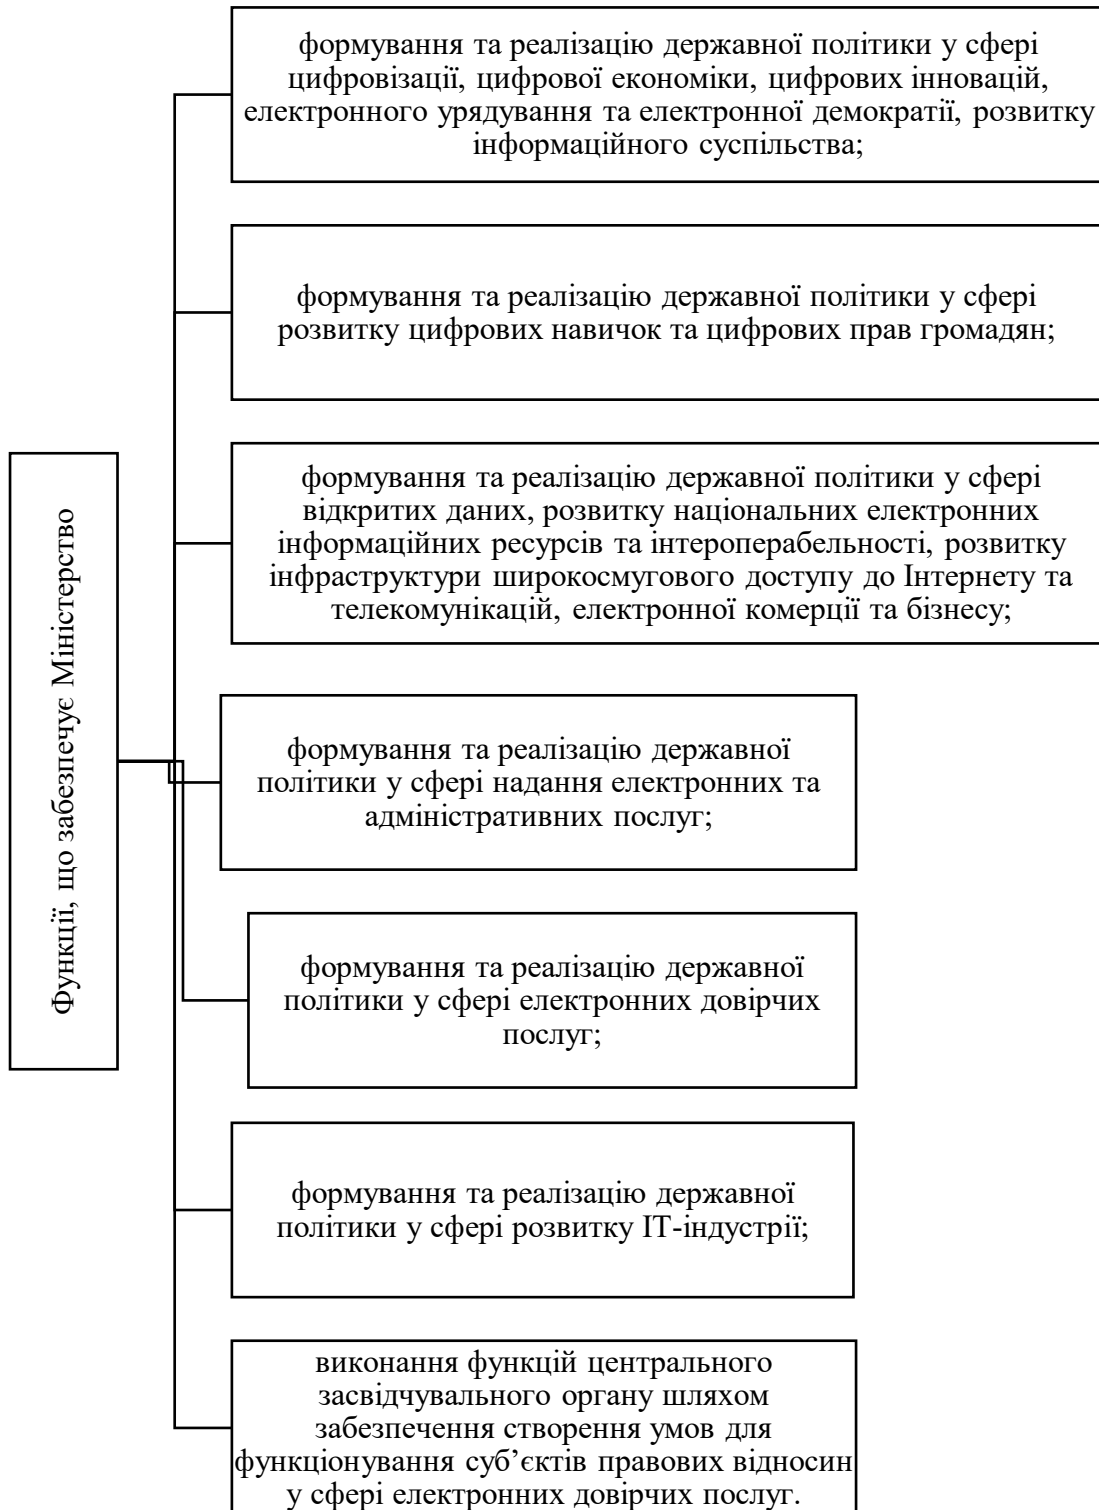 формування та реалізацію державної політики у сфері
цифровізації, цифрової економіки, цифрових інновацій,
електронного урядування та електронної демократії, розвитку
інформаційного суспільства;
формування та реалізацію державної політики у сфері
розвитку цифрових навичок та цифрових прав громадян;
формування та реалізацію державної політики у сфері
відкритих даних, розвитку національних електронних
інформаційних ресурсів та інтероперабельності, розвитку
інфраструктури широкосмугового доступу до Інтернету та
телекомунікацій, електронної комерції та бізнесу;
Функції, що забезпечує Міністерство
формування та реалізацію державної
політики у сфері надання електронних та
адміністративних послуг;
формування та реалізацію державної
політики у сфері електронних довірчих
послуг;
формування та реалізацію державної
політики у сфері розвитку ІТ-індустрії;
виконання функцій центрального
засвідчувального органу шляхом
забезпечення створення умов для
функціонування суб’єктів правових відносин
у сфері електронних довірчих послуг.